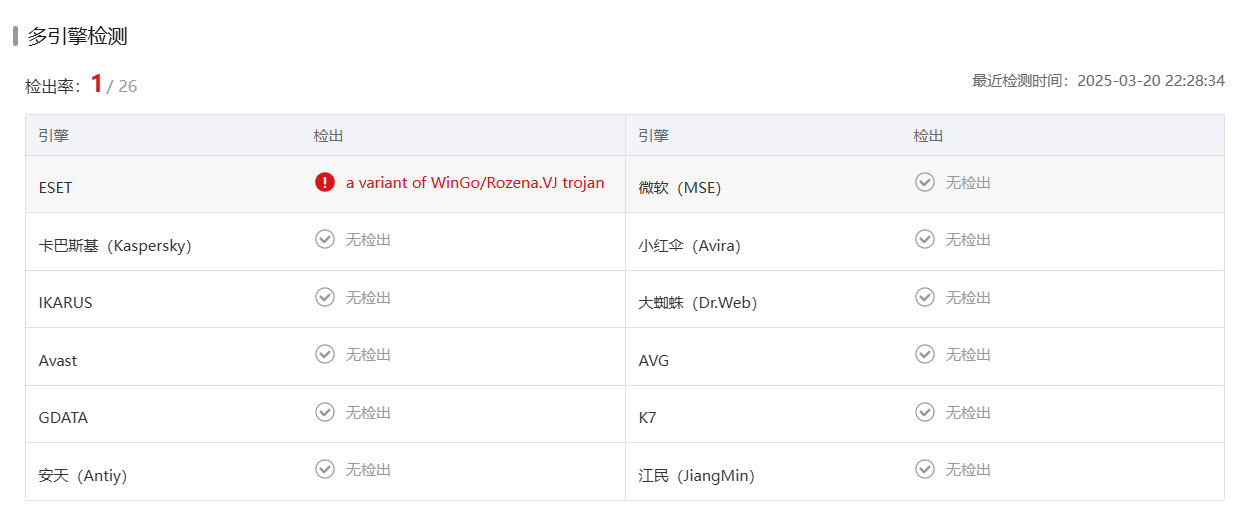 多引擎检测
检出率：1 / 26
最近检测时间：2025-03-20 22:28:34
引擎 检出 引擎 检出
ESET a variant of WinGo/Rozena.VJ trojan 微软（MSE） 无检出
卡巴斯基（Kaspersky） 无检出 小红伞（Avira） 无检出
IKARUS 无检出 大蜘蛛（Dr.Web） 无检出
Avast 无检出 AVG 无检出
GDATA 无检出 K7 无检出
安天（Antiy） 无检出 江民（JiangMin） 无检出